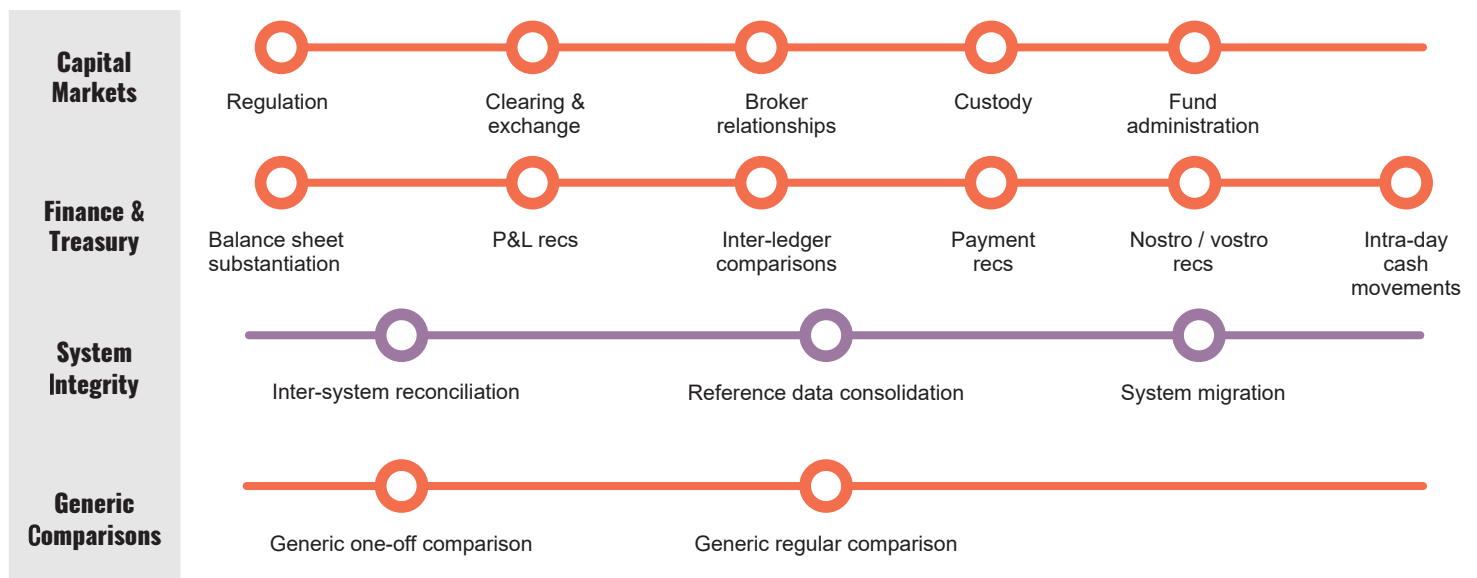 Capital
Markets
Regulation
Clearing &
exchange
Broker
relationships
Custody
Fund
administration
Finance &
Treasury
Balance sheet
substantiation
P&L recs
Inter-ledger
comparisons
Payment
recs
Nostro / vostro
recs
Intra-day
cash
movements
System
Integrity
Inter-system reconciliation
Reference data consolidation
System migration
Generic
Comparisons
Generic one-off comparison
Generic regular comparison